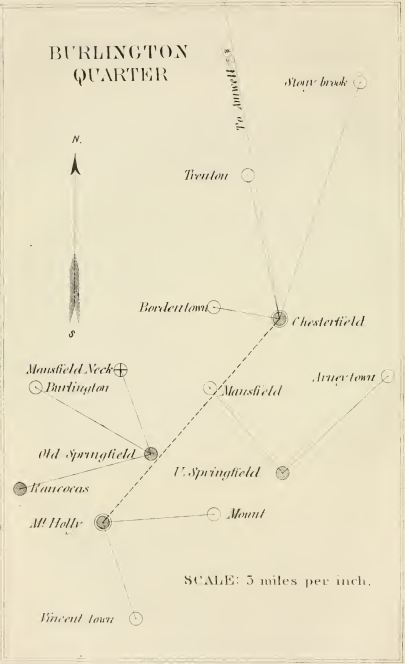 BURLINGTON
QUARTER
To Amwell
Stony brook
N.
Trenton
Bordentown
Chesterfield
S
Mansfield Neck
Burlington
Mansfield
Arneytown
Old Springfield
U. Springfield
Rancocas
Mt. Holly
Mount
SCALE: 5 miles per inch.
Vincent town